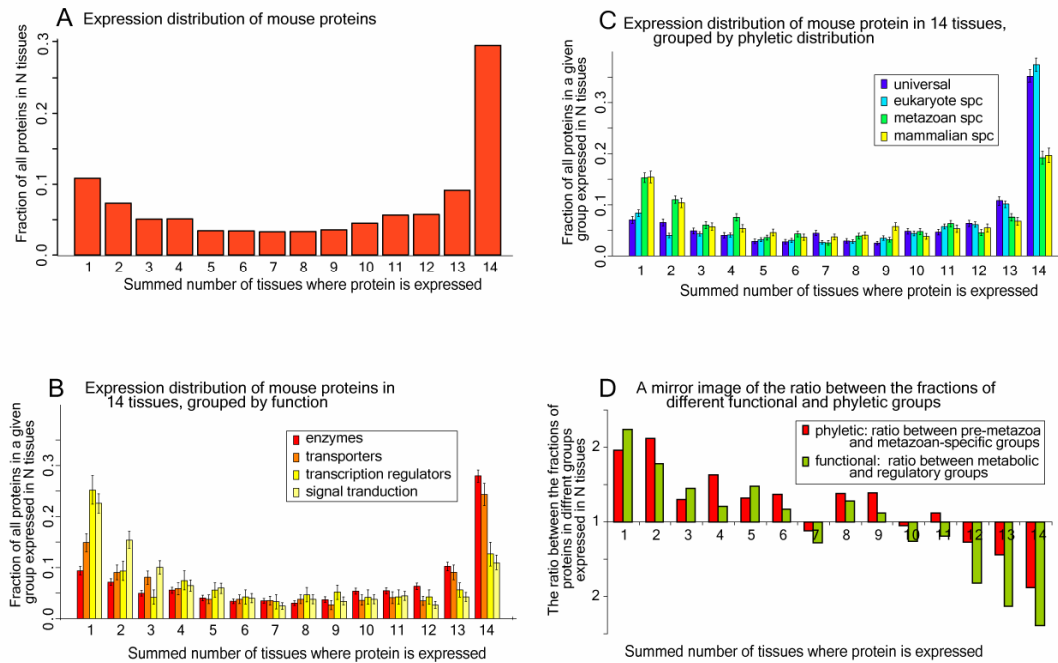 A Expression distribution of mouse proteins
Fraction of all proteins in N tissues
0.3
0.2
0.1
0.0
1 2 3 4 5 6 7 8 9 10 11 12 13 14
Summed number of tissues where protein is expressed
C Expression distribution of mouse protein in 14 tissues,
grouped by phyletic distribution
Fraction of all proteins in a given
group expressed in N tissues
0.3
0.2
0.1
0.0
universal
eukaryote spc
metazoan spc
mammalian spc
1 2 3 4 5 6 7 8 9 10 11 12 13 14
Summed number of tissues where protein is expressed
B Expression distribution of mouse proteins in
14 tissues, grouped by function
Fraction of all proteins in a given
group expressed in N tissues
0.3
0.2
0.1
0.0
enzymes
transporters
transcription regulators
signal tranduction
1 2 3 4 5 6 7 8 9 10 11 12 13 14
Summed number of tissues where protein is expressed
D A mirror image of the ratio between the fractions of
different functional and phyletic groups
The ratio between the fractions of
proteins in diffrent groups
expressed in N tissues
2
1
2
phyletic: ratio between pre-metazoa
and metazoan-specific groups
functional: ratio between metabolic
and regulatory groups
1 2 3 4 5 6 7 8 9 10 11 12 13 14
Summed number of tissues where protein is expressed